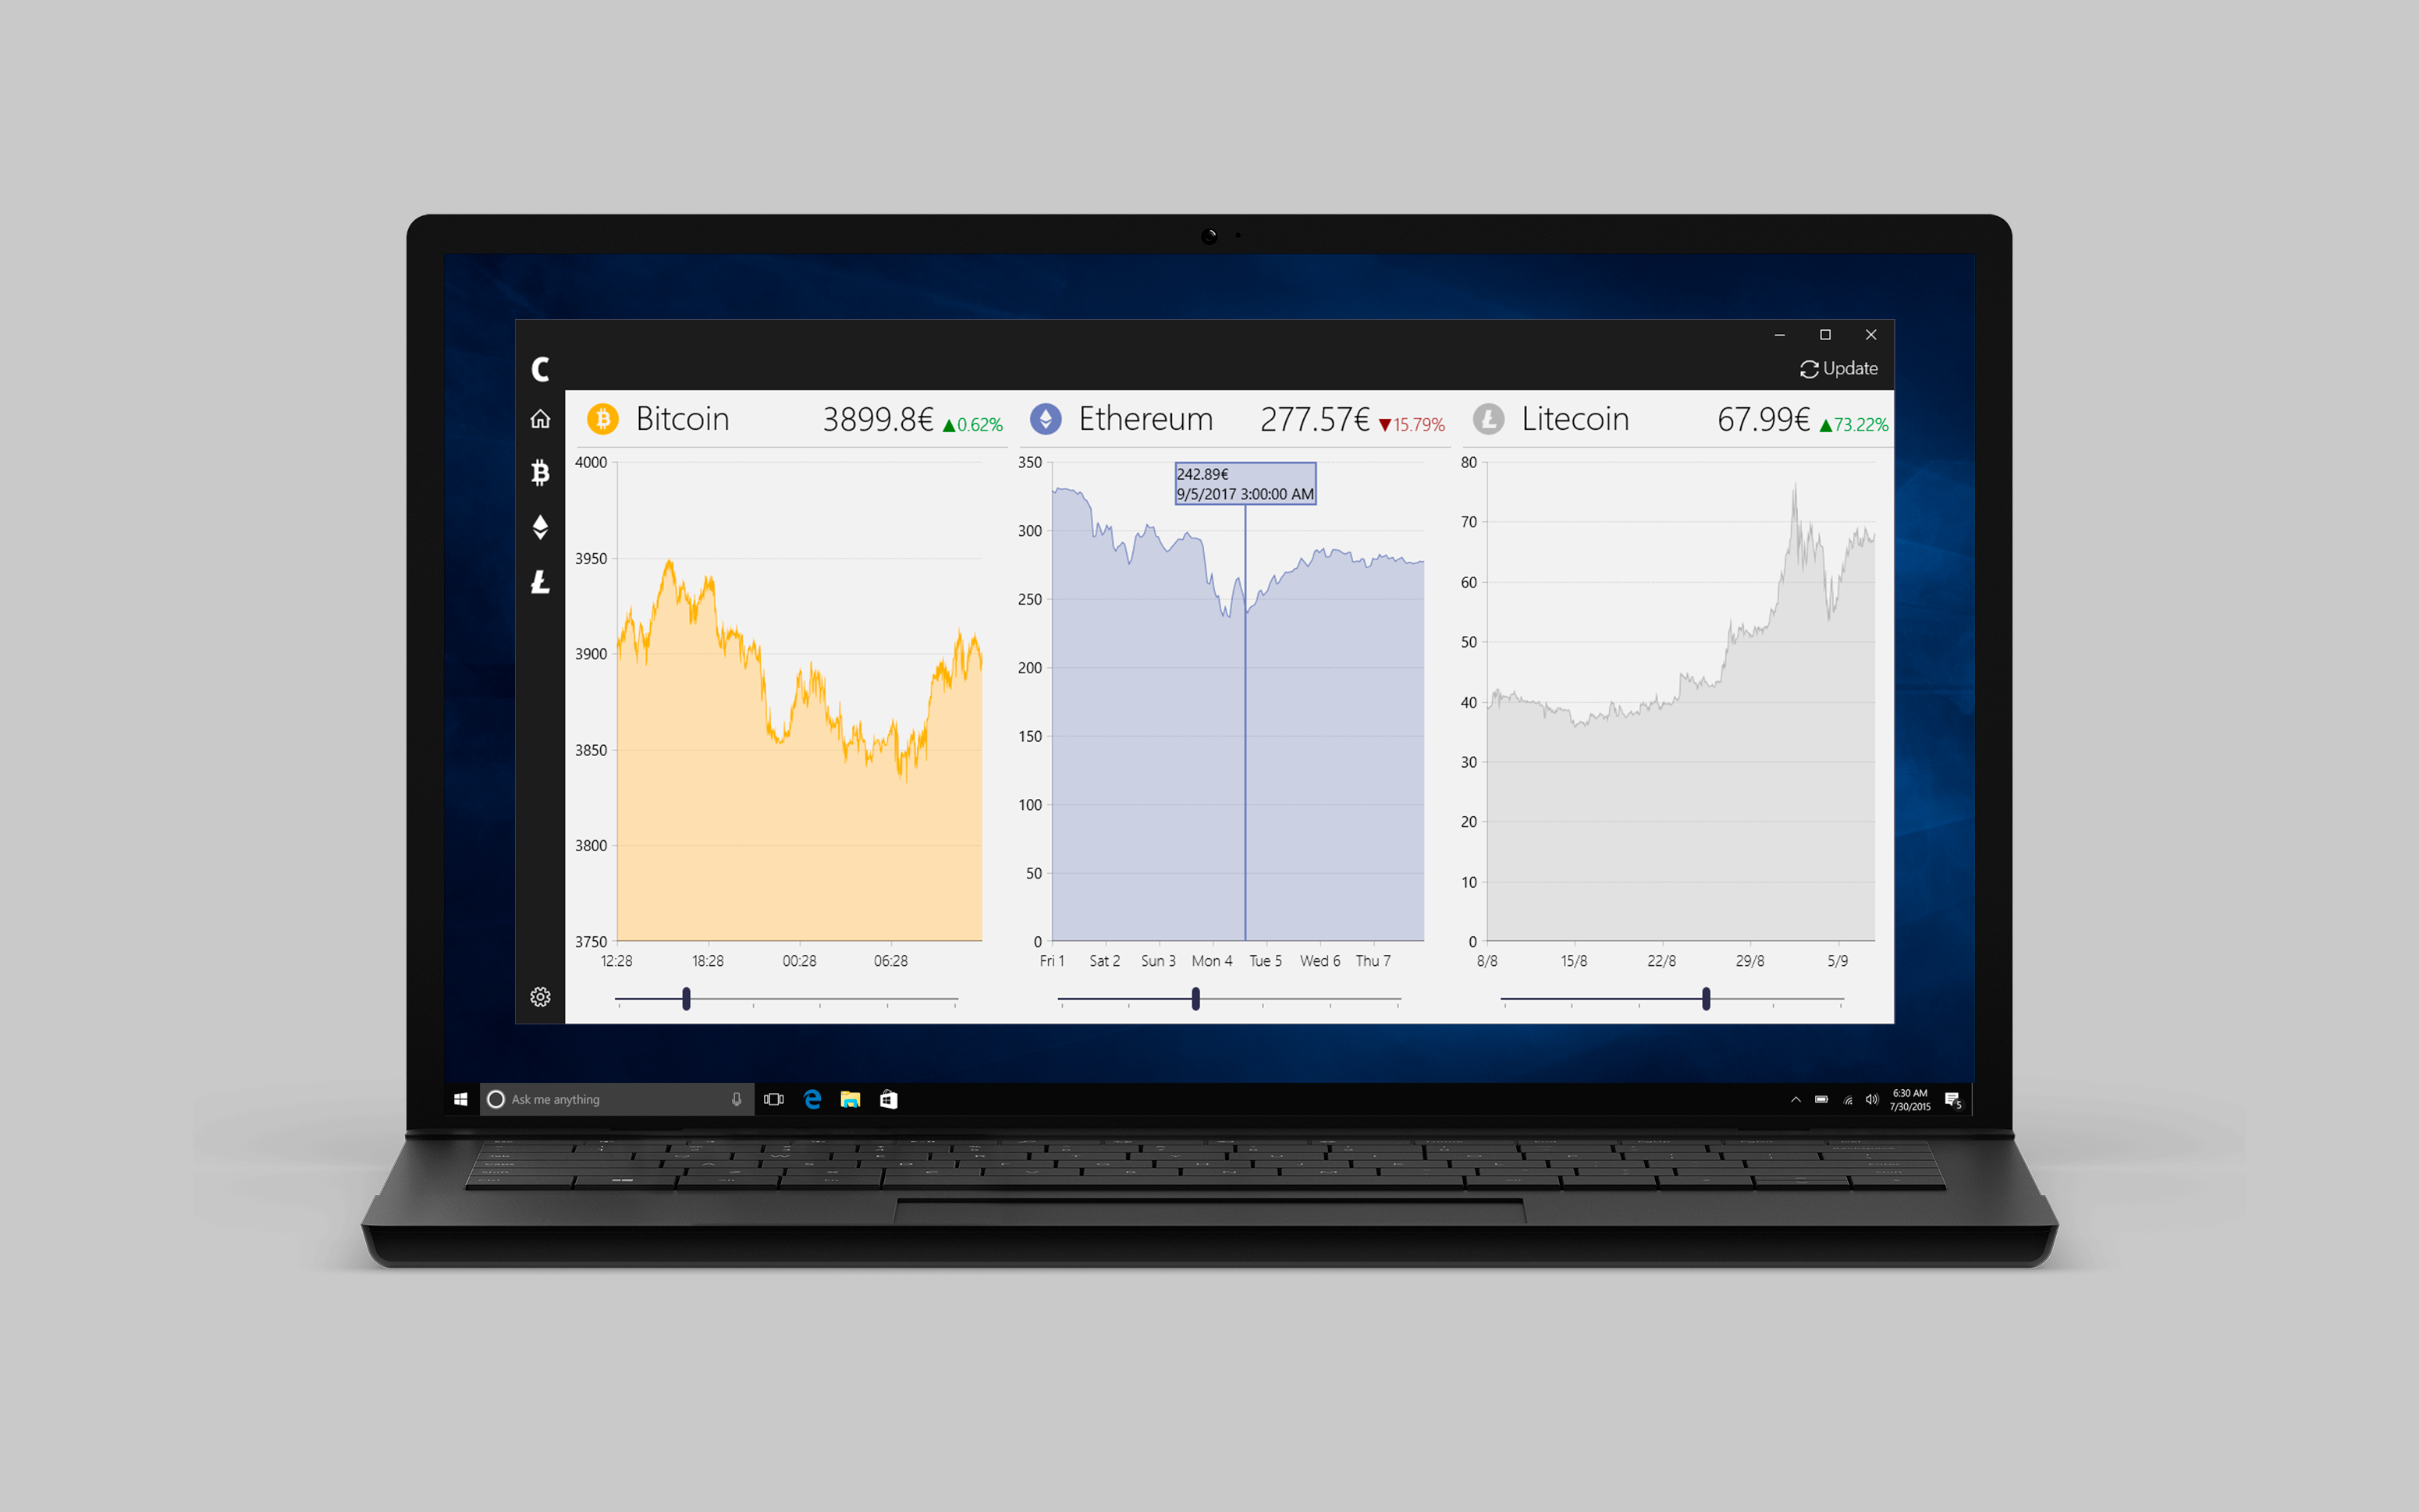 C
Update
Bitcoin 3899.8€ ▲0.62%
4000
3950
3900
3850
3800
3750
12:28 18:28 00:28 06:28
Ethereum 277.57€ ▼15.79%
242.89€
9/5/2017 3:00:00 AM
350
300
250
200
150
100
50
0
Fri 1 Sat 2 Sun 3 Mon 4 Tue 5 Wed 6 Thu 7
Litecoin 67.99€ ▲73.22%
80
70
60
50
40
30
20
10
0
8/8 15/8 22/8 29/8 5/9
Ask me anything
6:30 AM
7/30/2015
5